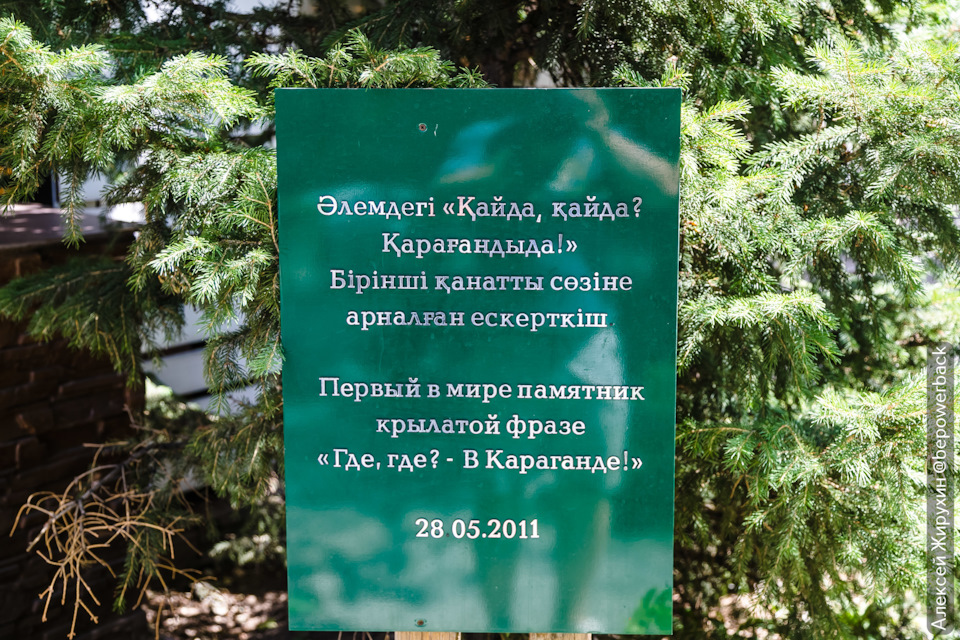 Әлемдегі «Қайда, қайда?
Қарағандыда!»
Бірінші қанатты сөзіне
арналған ескерткіш
Первый в мире памятник
крылатой фразе
«Где, где? - В Караганде!»
28 05.2011
Алексей Жирухин @bepowerback